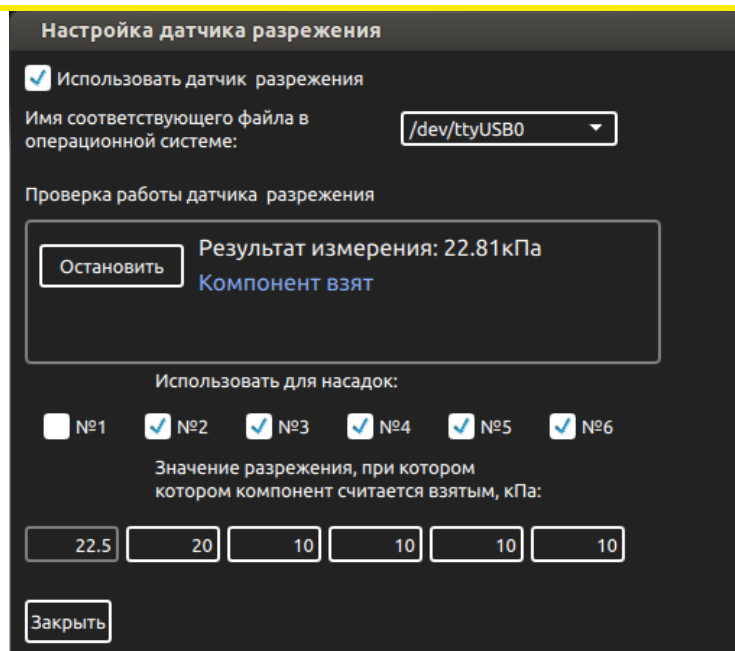 Настройка датчика разрежения
Использовать датчик разрежения
Имя соответствующего файла в
операционной системе:
/dev/ttyUSB0
Проверка работы датчика разрежения
Остановить
Результат измерения: 22.81кПа
Компонент взят
Использовать для насадок:
№1 №2 №3 №4 №5 №6
Значение разрежения, при котором
котором компонент считается взятым, кПа:
22.5 20 10 10 10 10
Закрыть